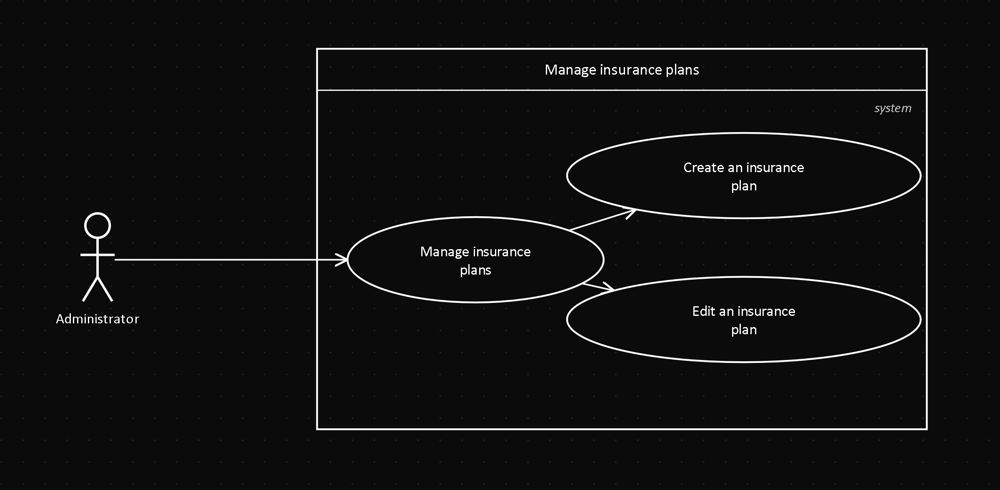 Manage insurance plans
system
Create an insurance
plan
Manage insurance
plans
Edit an insurance
plan
Administrator